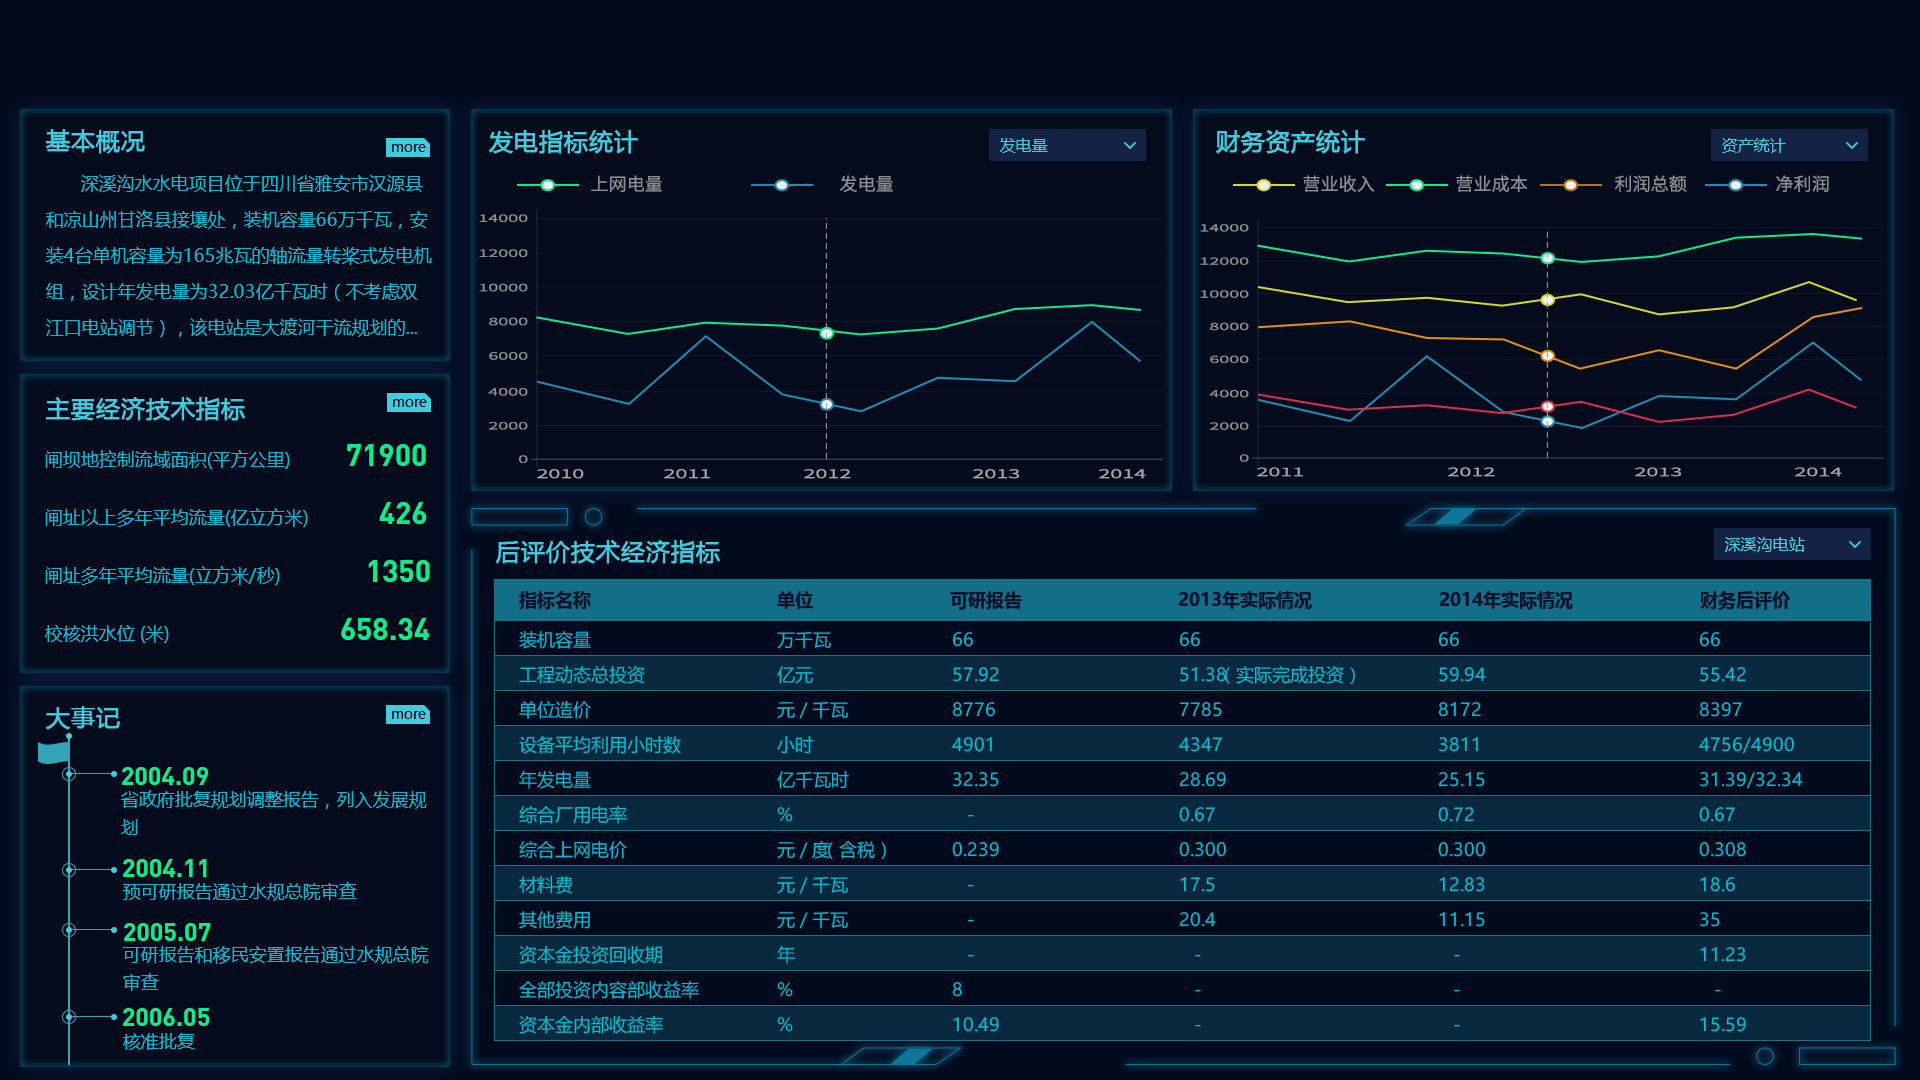 基本概况
more
深溪沟水水电项目位于四川省雅安市汉源县
和凉山州甘洛县接壤处，装机容量66万千瓦，安
装4台单机容量为165兆瓦的轴流量转桨式发电机
组，设计年发电量为32.03亿千瓦时（不考虑双
江口电站调节），该电站是大渡河干流规划的...
主要经济技术指标
more
闸坝地控制流域面积(平方公里) 71900
闸址以上多年平均流量(亿立方米) 426
闸址多年平均流量(立方米/秒) 1350
校核洪水位 (米) 658.34
大事记
more
2004.09
省政府批复规划调整报告，列入发展规
划
2004.11
预可研报告通过水规总院审查
2005.07
可研报告和移民安置报告通过水规总院
审查
2006.05
核准批复
发电指标统计
发电量
上网电量 发电量
14000
12000
10000
8000
6000
4000
2000
0
2010 2011 2012 2013 2014
财务资产统计
资产统计
营业收入 营业成本 利润总额 净利润
14000
12000
10000
8000
6000
4000
2000
0
2011 2012 2013 2014
后评价技术经济指标
深溪沟电站
指标名称 单位 可研报告 2013年实际情况 2014年实际情况 财务后评价
装机容量 万千瓦 66 66 66 66
工程动态总投资 亿元 57.92 51.38(实际完成投资） 59.94 55.42
单位造价 元 / 千瓦 8776 7785 8172 8397
设备平均利用小时数 小时 4901 4347 3811 4756/4900
年发电量 亿千瓦时 32.35 28.69 25.15 31.39/32.34
综合厂用电率 % - 0.67 0.72 0.67
综合上网电价 元 / 度(含税） 0.239 0.300 0.300 0.308
材料费 元 / 千瓦 - 17.5 12.83 18.6
其他费用 元 / 千瓦 - 20.4 11.15 35
资本金投资回收期 年 - - - 11.23
全部投资内容部收益率 % 8 - - -
资本金内部收益率 % 10.49 - - 15.59